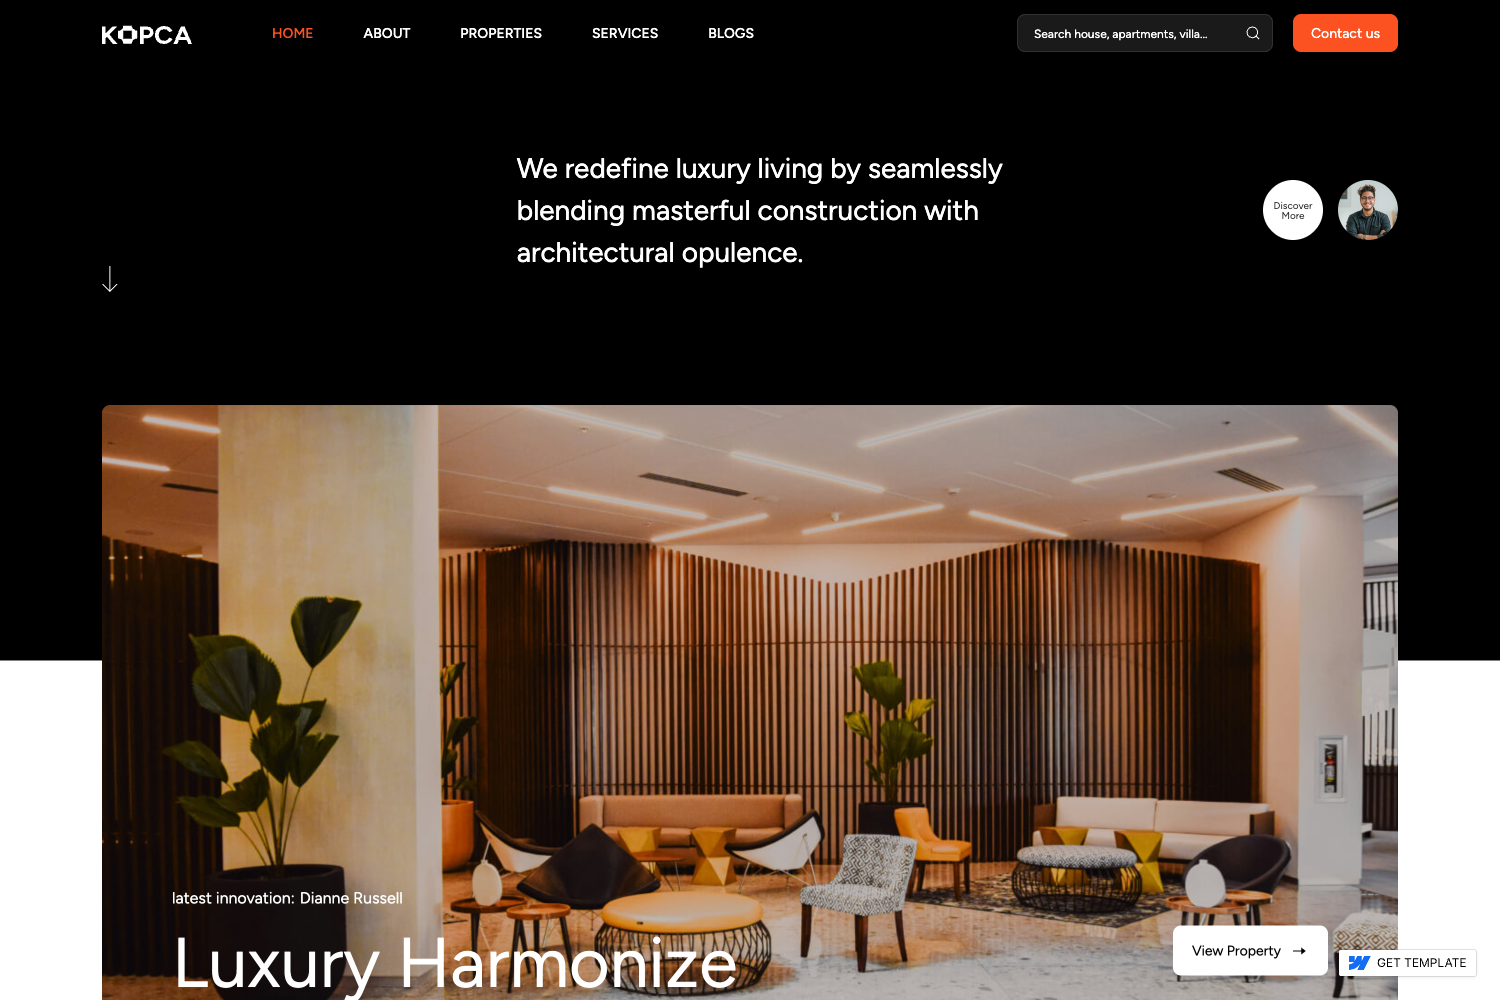 KOPCA
HOME
ABOUT
PROPERTIES
SERVICES
BLOGS
Search house, apartments, villa...
Contact us
We redefine luxury living by seamlessly
blending masterful construction with
architectural opulence.
Discover
More
latest innovation: Dianne Russell
Luxury Harmonize
View Property
GET TEMPLATE